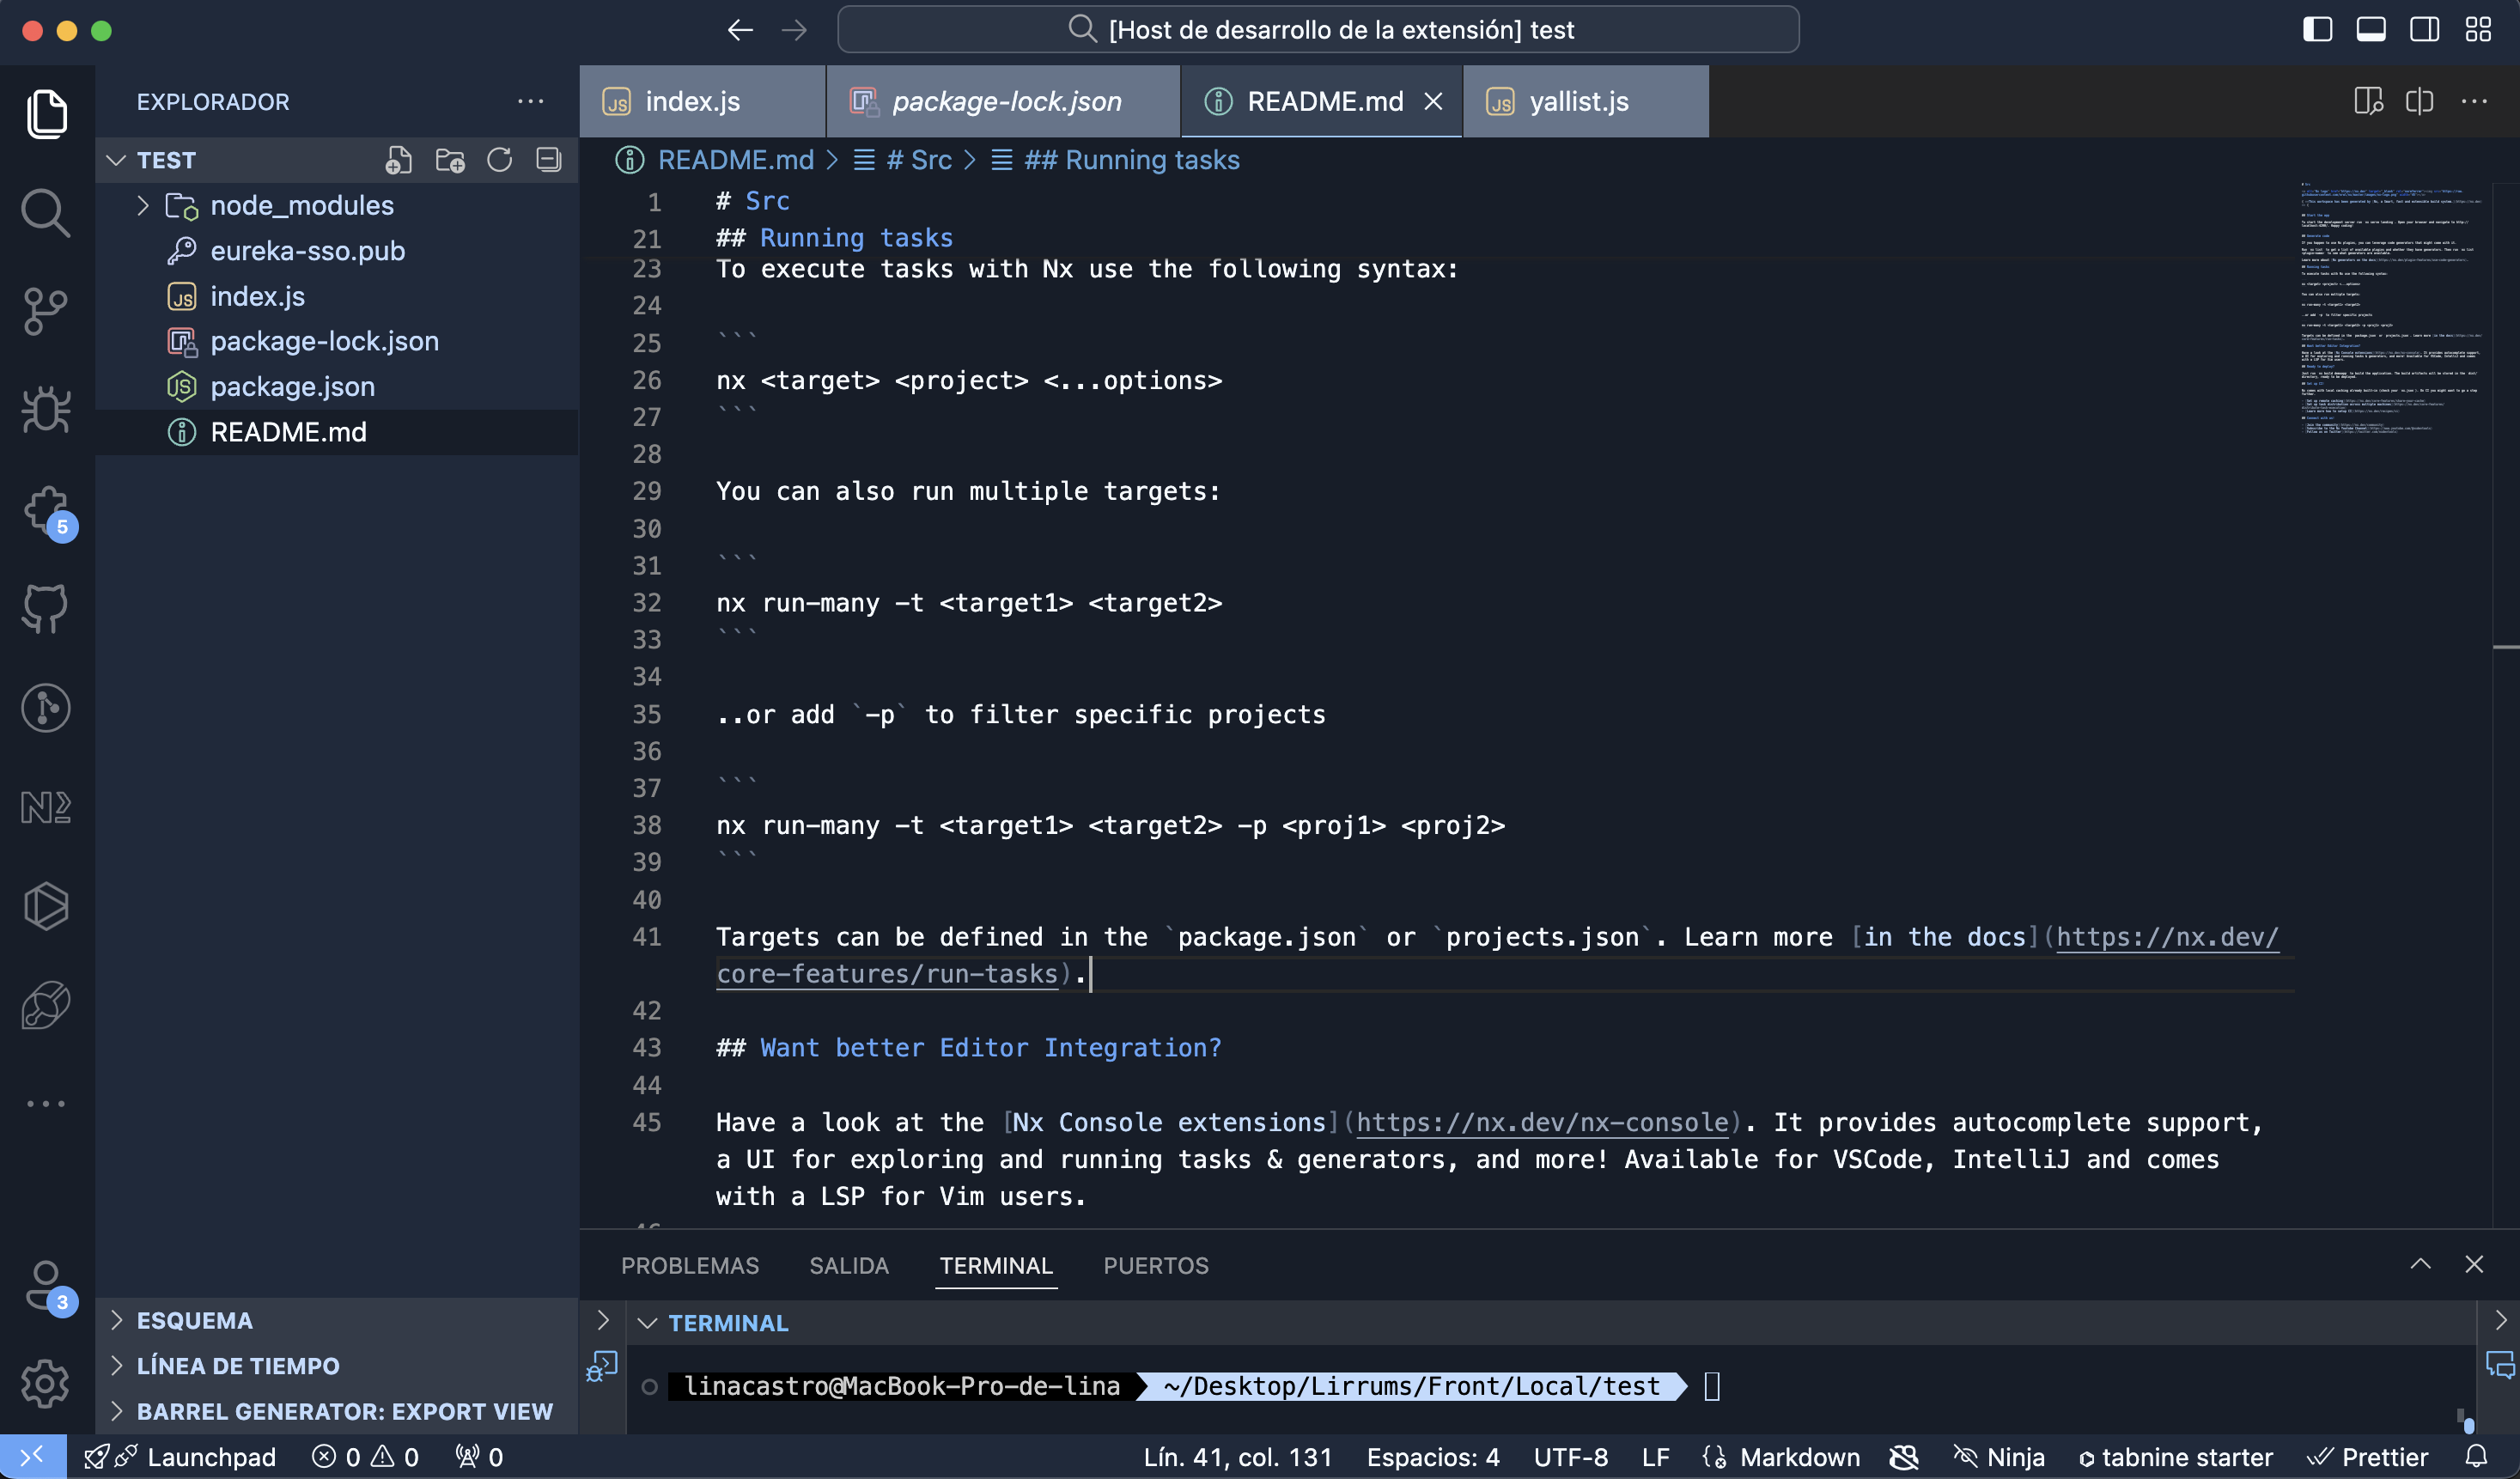 [Host de desarrollo de la extensión] test
EXPLORADOR
index.js
package-lock.json
README.md
yallist.js
TEST
README.md > # Src > ## Running tasks
node_modules
eureka-sso.pub
index.js
package-lock.json
package.json
README.md
5
3
1 # Src
21 ## Running tasks
23 To execute tasks with Nx use the following syntax:
24
25 ```
26 nx <target> <project> <...options>
27 ```
28
29 You can also run multiple targets:
30
31 ```
32 nx run-many -t <target1> <target2>
33 ```
34
35 ..or add `-p` to filter specific projects
36
37 ```
38 nx run-many -t <target1> <target2> -p <proj1> <proj2>
39 ```
40
41 Targets can be defined in the `package.json` or `projects.json`. Learn more [in the docs](https://nx.dev/
core-features/run-tasks).
42
43 ## Want better Editor Integration?
44
45 Have a look at the [Nx Console extensions](https://nx.dev/nx-console). It provides autocomplete support,
a UI for exploring and running tasks & generators, and more! Available for VSCode, IntelliJ and comes
with a LSP for Vim users.
ESQUEMA
LÍNEA DE TIEMPO
BARREL GENERATOR: EXPORT VIEW
PROBLEMAS SALIDA TERMINAL PUERTOS
TERMINAL
linacastro@MacBook-Pro-de-lina ~/Desktop/Lirrums/Front/Local/test
Launchpad 0 0 0 Lín. 41, col. 131 Espacios: 4 UTF-8 LF Markdown Ninja tabnine starter Prettier